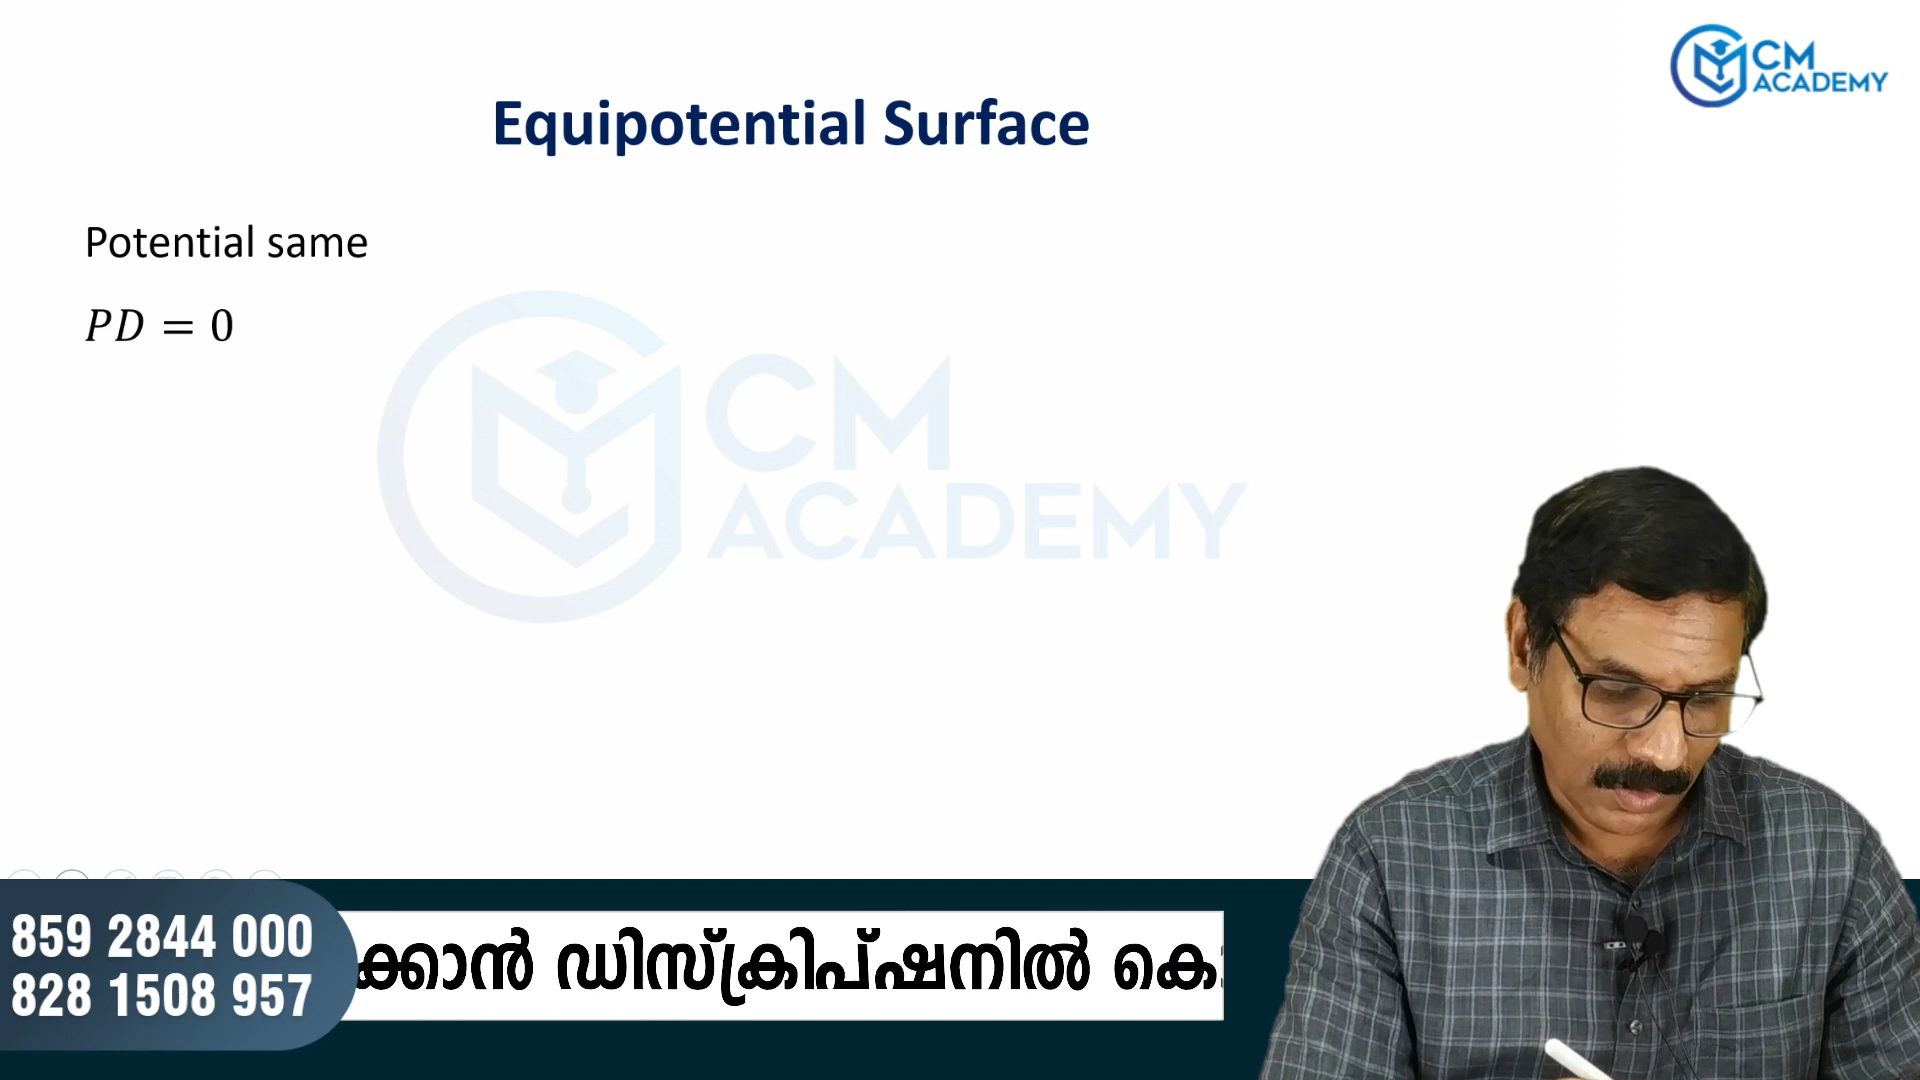 CM
ACADEMY
Equipotential Surface
Potential same
PD = 0
CM
ACADEMY
859 2844 000
828 1508 957
ക്കാൻ ഡിസ്ക്രിപ്ഷനിൽ